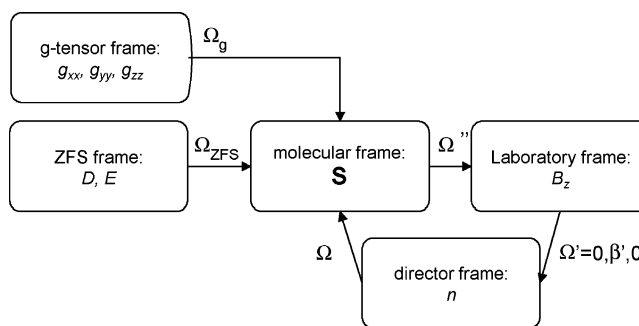 g-tensor frame:
gxx, gyy, gzz
Ωg
ZFS frame:
D, E
ΩZFS
molecular frame:
S
Ω''
Laboratory frame:
Bz
Ω
director frame:
n
Ω'=0,β',0